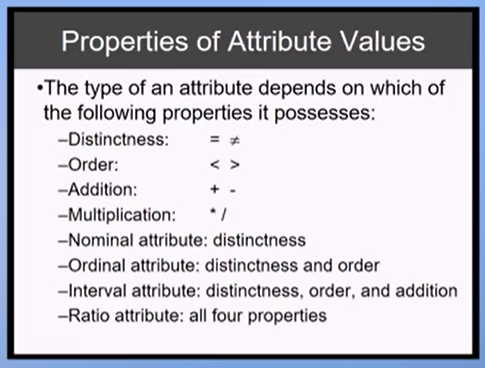 Properties of Attribute Values
•The type of an attribute depends on which of
the following properties it possesses:
–Distinctness: = ≠
–Order: < >
–Addition: + -
–Multiplication: * /
–Nominal attribute: distinctness
–Ordinal attribute: distinctness and order
–Interval attribute: distinctness, order, and addition
–Ratio attribute: all four properties